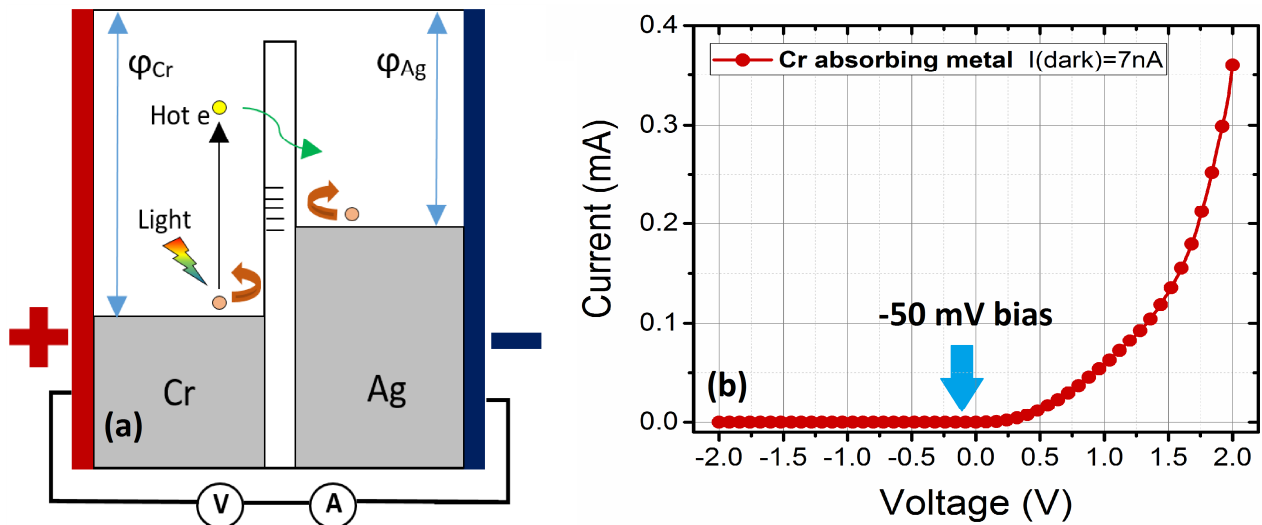 φCr
φAg
Hot e
Light
+
−
Cr
Ag
(a)
V
A
Current (mA)
0.4
0.3
0.2
0.1
0.0
Cr absorbing metal I(dark)=7nA
-50 mV bias
(b)
-2.0 -1.5 -1.0 -0.5 0.0 0.5 1.0 1.5 2.0
Voltage (V)